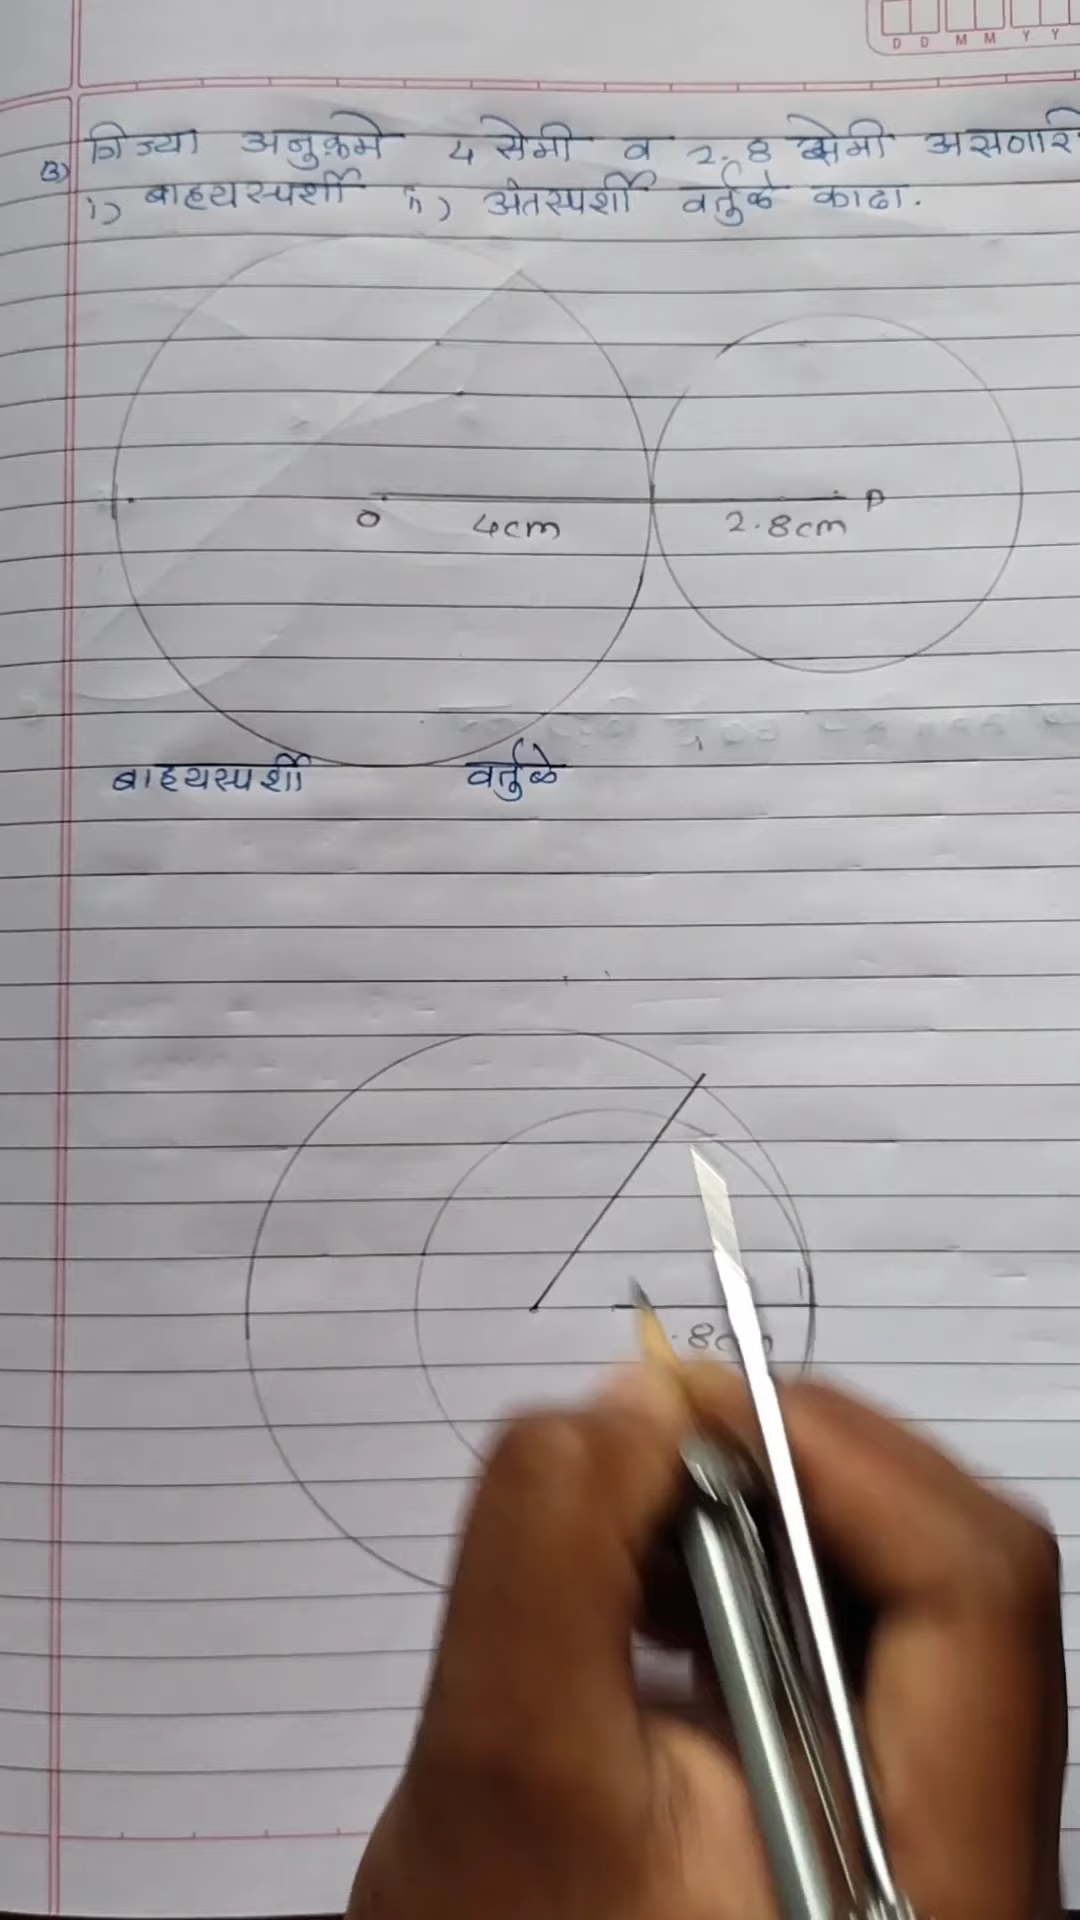 D D M M Y Y
3) त्रिज्या अनुक्रमे 4 सेमी व 2.8 सेमी असणारे
i) बाह्यस्पर्शी ii) अंतस्पर्शी वर्तुळे काढा.
O 4cm 2.8cm P
बाह्यस्पर्शी वर्तुळे
.8cm